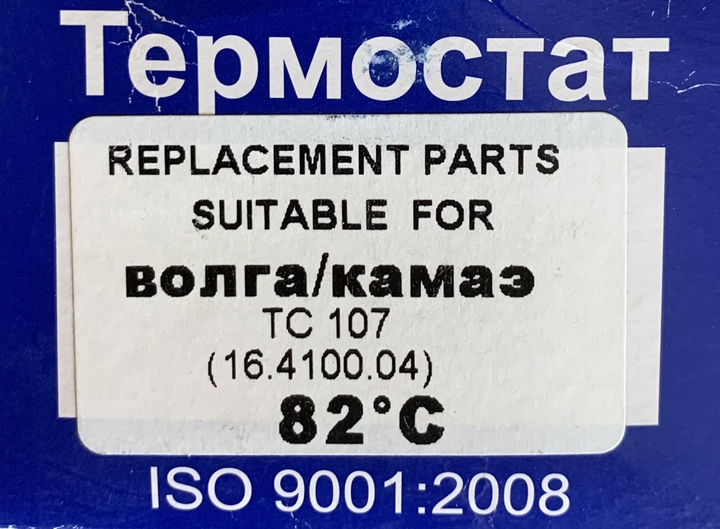 Термостат
REPLACEMENT PARTS
SUITABLE FOR
волга/камаэ
TC 107
(16.4100.04)
82°C
ISO 9001:2008